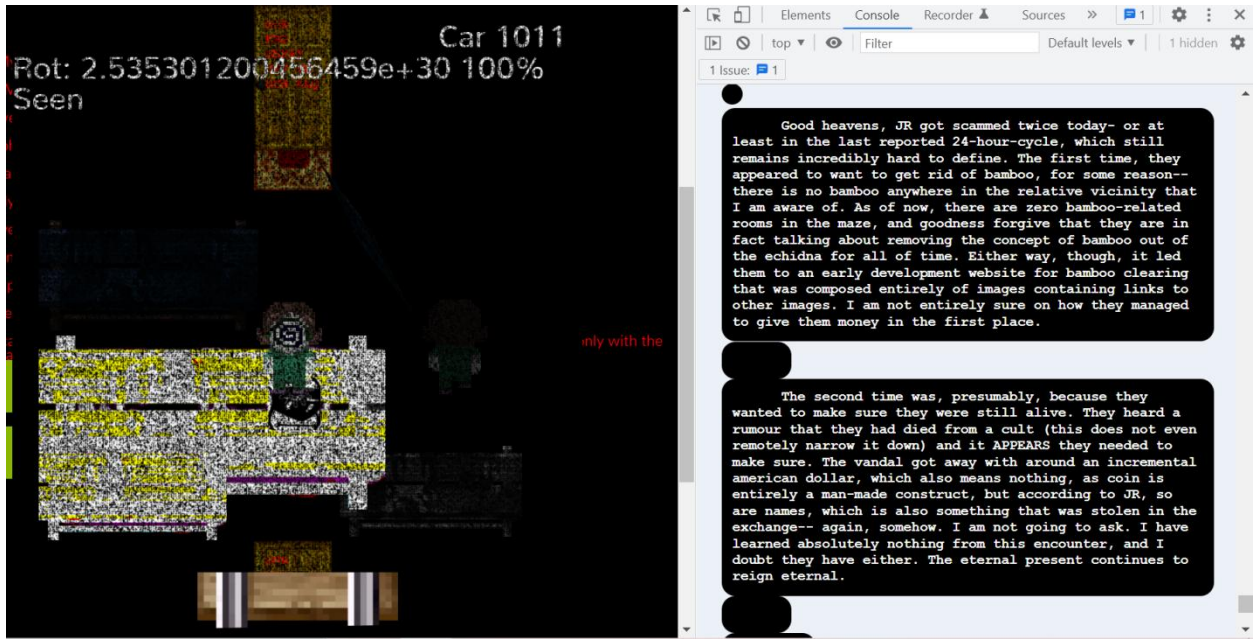 Car 1011
Rot: 2.535301200456459e+30 100%
Seen
only with the
Elements Console Recorder Sources » 1
top ▼ Filter Default levels ▼ 1 hidden
1 Issue: 1
Good heavens, JR got scammed twice today- or at
least in the last reported 24-hour-cycle, which still
remains incredibly hard to define. The first time, they
appeared to want to get rid of bamboo, for some reason--
there is no bamboo anywhere in the relative vicinity that
I am aware of. As of now, there are zero bamboo-related
rooms in the maze, and goodness forgive that they are in
fact talking about removing the concept of bamboo out of
the echidna for all of time. Either way, though, it led
them to an early development website for bamboo clearing
that was composed entirely of images containing links to
other images. I am not entirely sure on how they managed
to give them money in the first place.
The second time was, presumably, because they
wanted to make sure they were still alive. They heard a
rumour that they had died from a cult (this does not even
remotely narrow it down) and it APPEARS they needed to
make sure. The vandal got away with around an incremental
american dollar, which also means nothing, as coin is
entirely a man-made construct, but according to JR, so
are names, which is also something that was stolen in the
exchange-- again, somehow. I am not going to ask. I have
learned absolutely nothing from this encounter, and I
doubt they have either. The eternal present continues to
reign eternal.